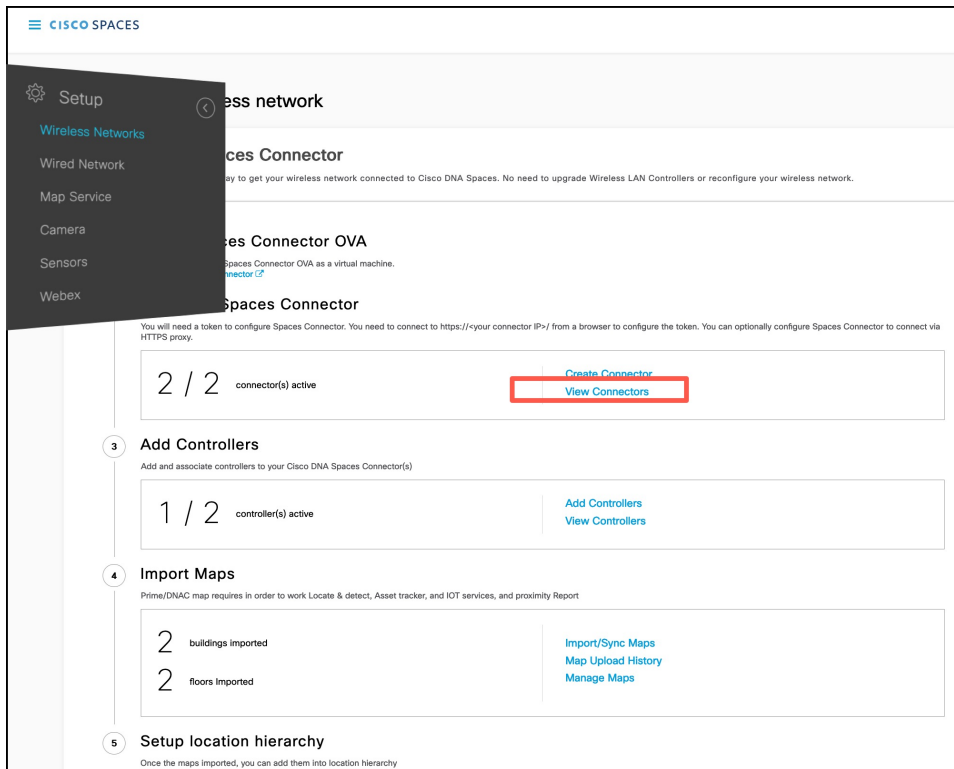 CISCO SPACES
Setup
Wireless Networks
Wired Network
Map Service
Camera
Sensors
Webex
ess network
ces Connector
ay to get your wireless network connected to Cisco DNA Spaces. No need to upgrade Wireless LAN Controllers or reconfigure your wireless network.
es Connector OVA
Spaces Connector OVA as a virtual machine.
nnector
Spaces Connector
You will need a token to configure Spaces Connector. You need to connect to https://<your connector IP>/ from a browser to configure the token. You can optionally configure Spaces Connector to connect via
HTTPS proxy.
2 / 2 connector(s) active
Create Connector
View Connectors
3 Add Controllers
Add and associate controllers to your Cisco DNA Spaces Connector(s)
1 / 2 controller(s) active
Add Controllers
View Controllers
4 Import Maps
Prime/DNAC map requires in order to work Locate & detect, Asset tracker, and IOT services, and proximity Report
2 buildings imported
2 floors Imported
Import/Sync Maps
Map Upload History
Manage Maps
5 Setup location hierarchy
Once the maps imported, you can add them into location hierarchy